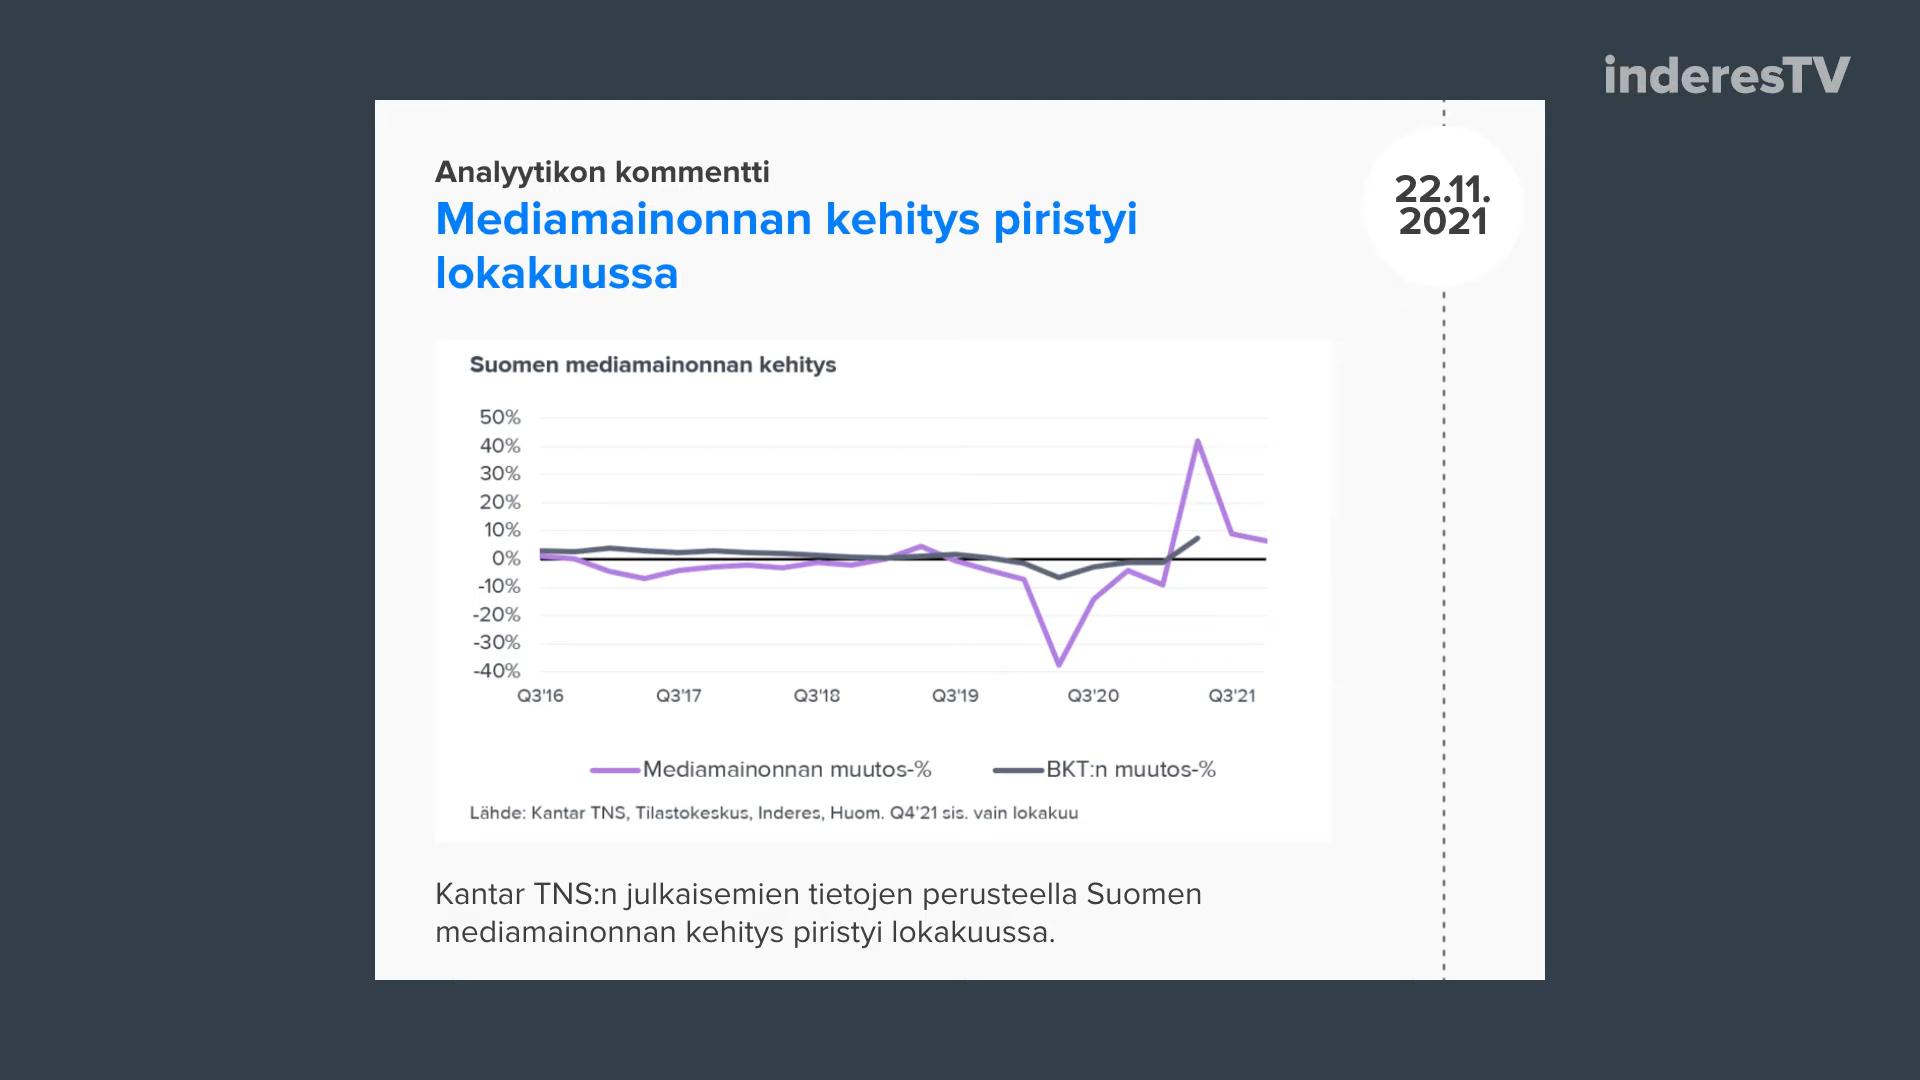 inderesTV
Analyytikon kommentti
Mediamainonnan kehitys piristyi
lokakuussa
22.11.
2021
Suomen mediamainonnan kehitys
50%
40%
30%
20%
10%
0%
-10%
-20%
-30%
-40%
Q3'16 Q3'17 Q3'18 Q3'19 Q3'20 Q3'21
Mediamainonnan muutos-% BKT:n muutos-%
Lähde: Kantar TNS, Tilastokeskus, Inderes, Huom. Q4'21 sis. vain lokakuu
Kantar TNS:n julkaisemien tietojen perusteella Suomen
mediamainonnan kehitys piristyi lokakuussa.